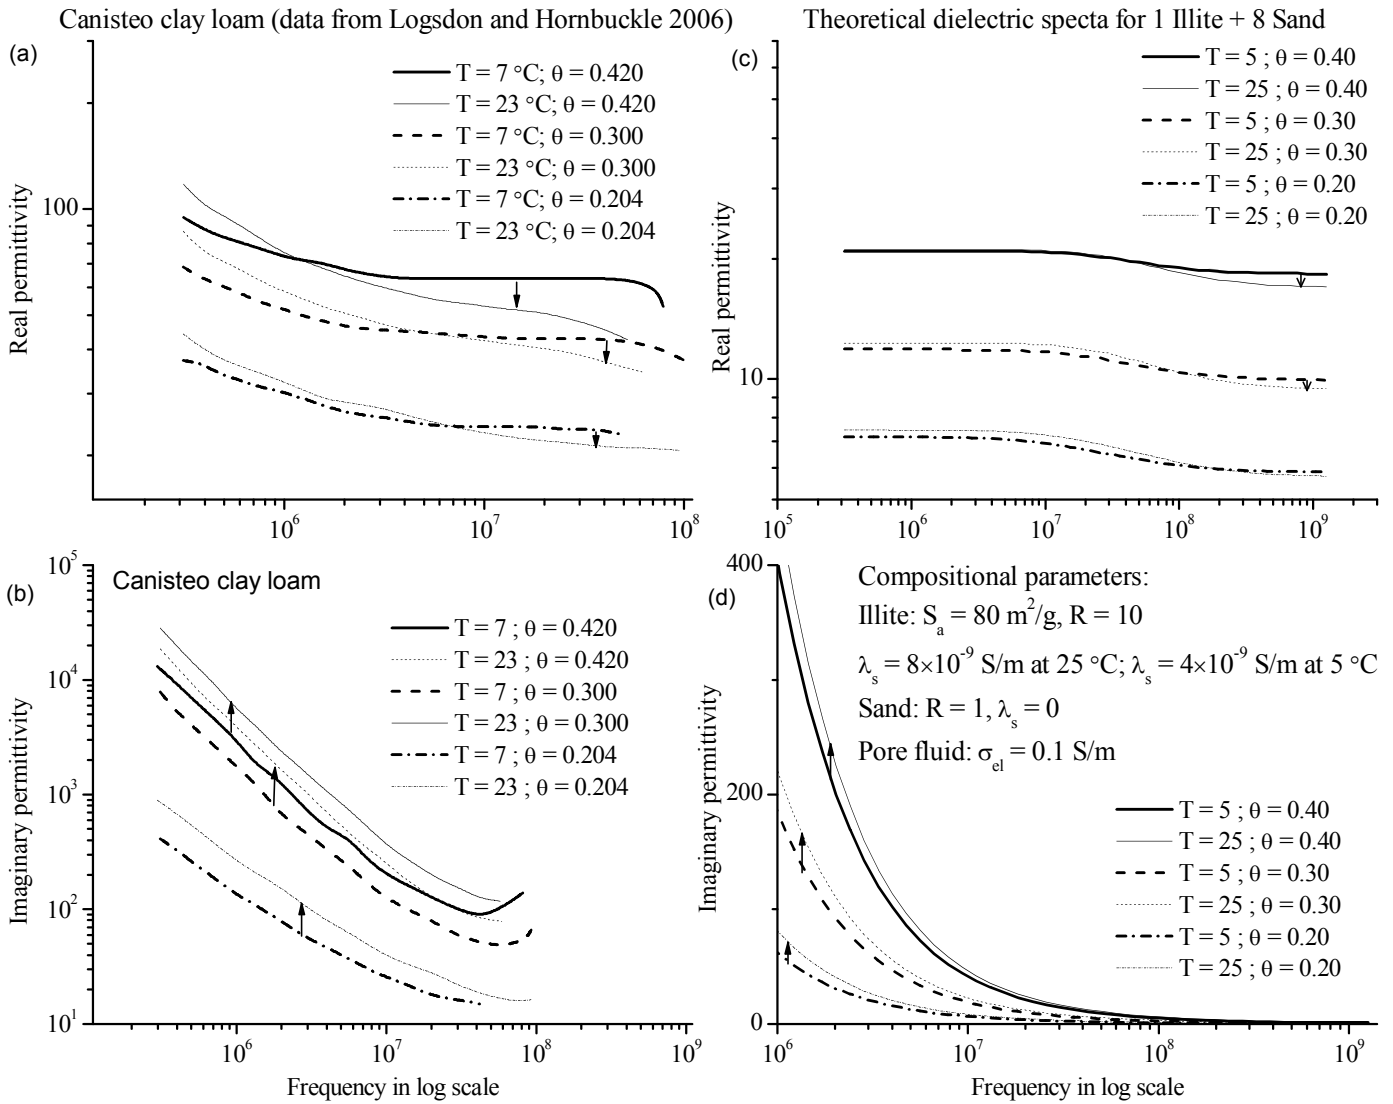 Canisteo clay loam (data from Logsdon and Hornbuckle 2006)
(a)
T = 7 °C; θ = 0.420
T = 23 °C; θ = 0.420
T = 7 °C; θ = 0.300
T = 23 °C; θ = 0.300
T = 7 °C; θ = 0.204
T = 23 °C; θ = 0.204
Real permittivity
100
10^6
10^7
10^8
Theoretical dielectric specta for 1 Illite + 8 Sand
(c)
T = 5 ; θ = 0.40
T = 25 ; θ = 0.40
T = 5 ; θ = 0.30
T = 25 ; θ = 0.30
T = 5 ; θ = 0.20
T = 25 ; θ = 0.20
Real permittivity
10
10^5
10^6
10^7
10^8
10^9
(b)
Canisteo clay loam
T = 7 ; θ = 0.420
T = 23 ; θ = 0.420
T = 7 ; θ = 0.300
T = 23 ; θ = 0.300
T = 7 ; θ = 0.204
T = 23 ; θ = 0.204
Imaginary permittivity
10^5
10^4
10^3
10^2
10^1
10^6
10^7
10^8
10^9
Frequency in log scale
(d)
Compositional parameters:
Illite: S_a = 80 m^2/g, R = 10
λ_s = 8×10^-9 S/m at 25 °C; λ_s = 4×10^-9 S/m at 5 °C
Sand: R = 1, λ_s = 0
Pore fluid: σ_el = 0.1 S/m
T = 5 ; θ = 0.40
T = 25 ; θ = 0.40
T = 5 ; θ = 0.30
T = 25 ; θ = 0.30
T = 5 ; θ = 0.20
T = 25 ; θ = 0.20
Imaginary permittivity
400
200
0
10^6
10^7
10^8
10^9
Frequency in log scale